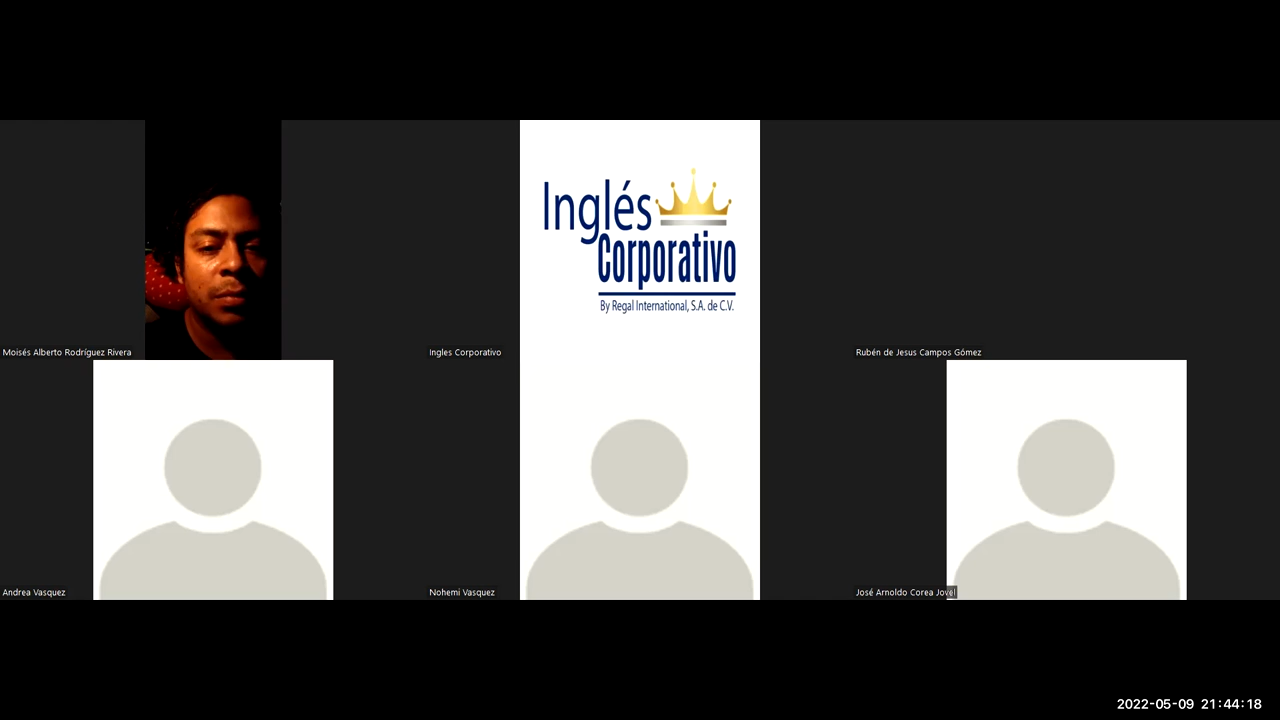 Inglés
Corporativo
By Regal International, S.A. de C.V.
Moisés Alberto Rodríguez Rivera
Ingles Corporativo
Rubén de Jesus Campos Gómez
Andrea Vasquez
Nohemi Vasquez
José Arnoldo Corea Jovel
2022-05-09 21:44:18